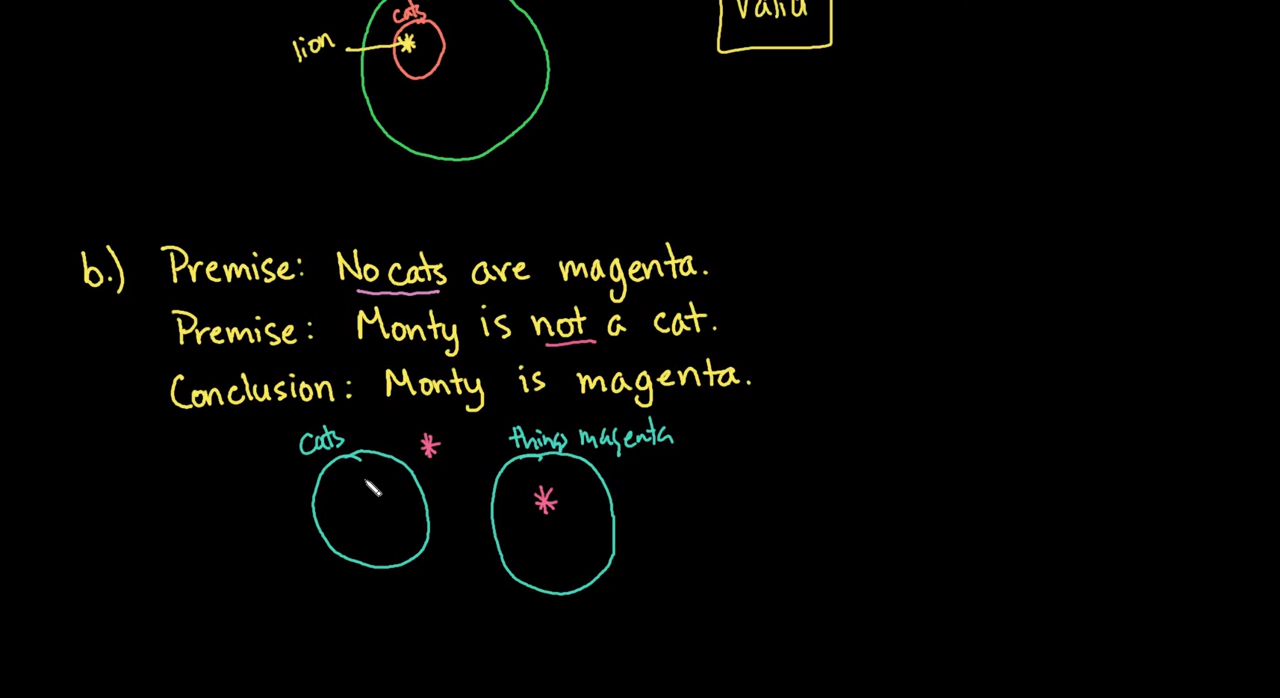 cats
valid
lion
b.) Premise: No cats are magenta.
Premise: Monty is not a cat.
Conclusion: Monty is magenta.
cats
things magenta